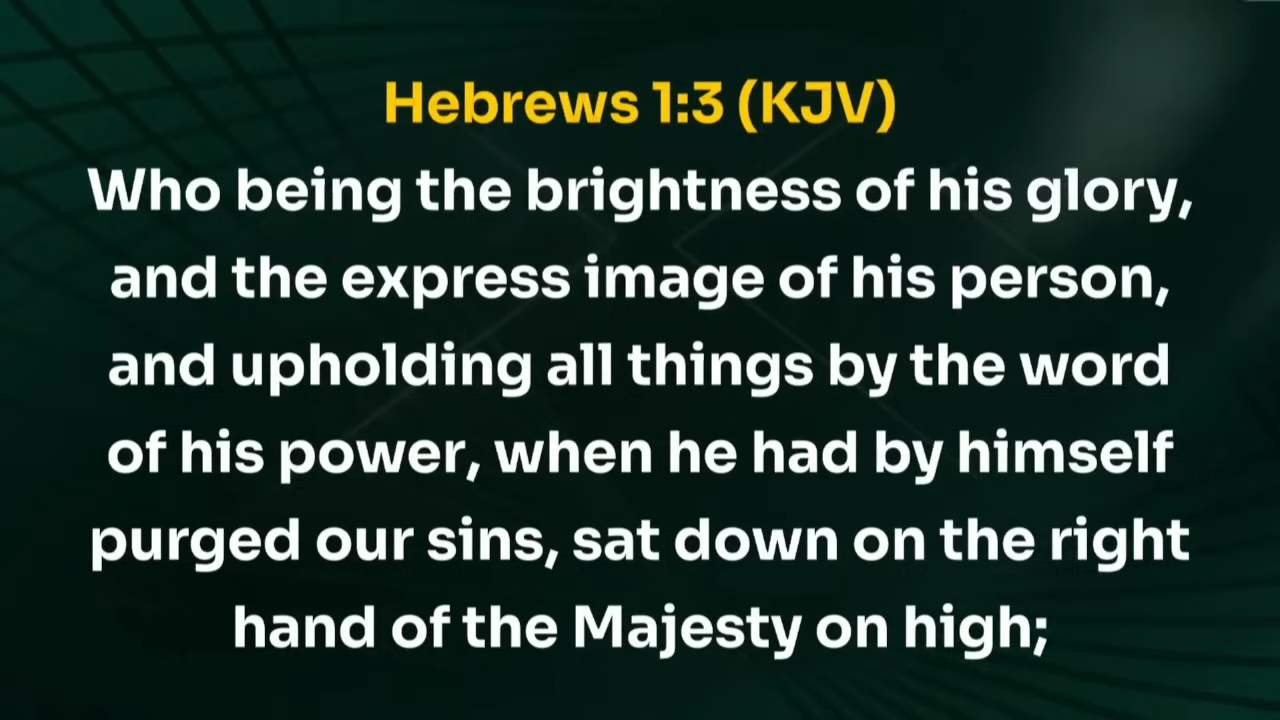 Hebrews 1:3 (KJV)
Who being the brightness of his glory,
and the express image of his person,
and upholding all things by the word
of his power, when he had by himself
purged our sins, sat down on the right
hand of the Majesty on high;